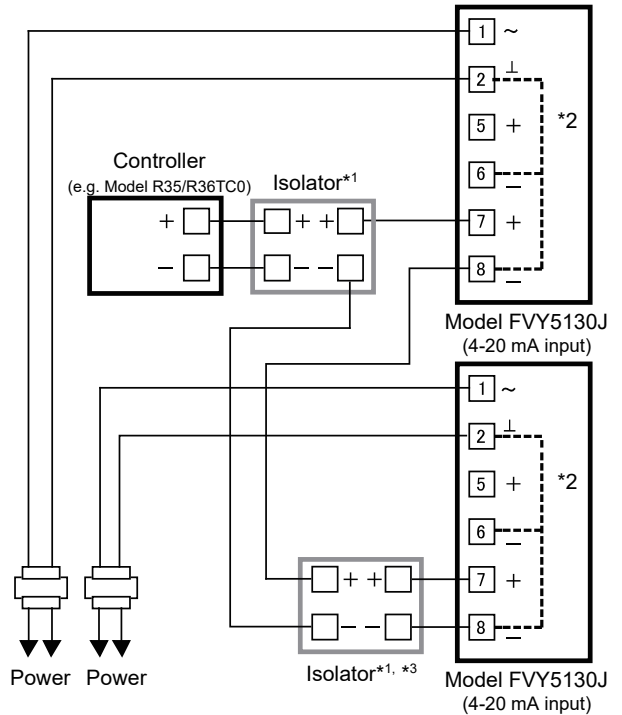 1 ~
2 ⊥
5 +
*2
6 −
7 +
8 −
Controller
(e.g. Model R35/R36TC0)
Isolator*1
+ + +
− − −
Model FVY5130J
(4-20 mA input)
1 ~
2 ⊥
5 +
*2
6 −
+ + 7 +
− − 8 −
Isolator*1, *3
Power Power
Model FVY5130J
(4-20 mA input)